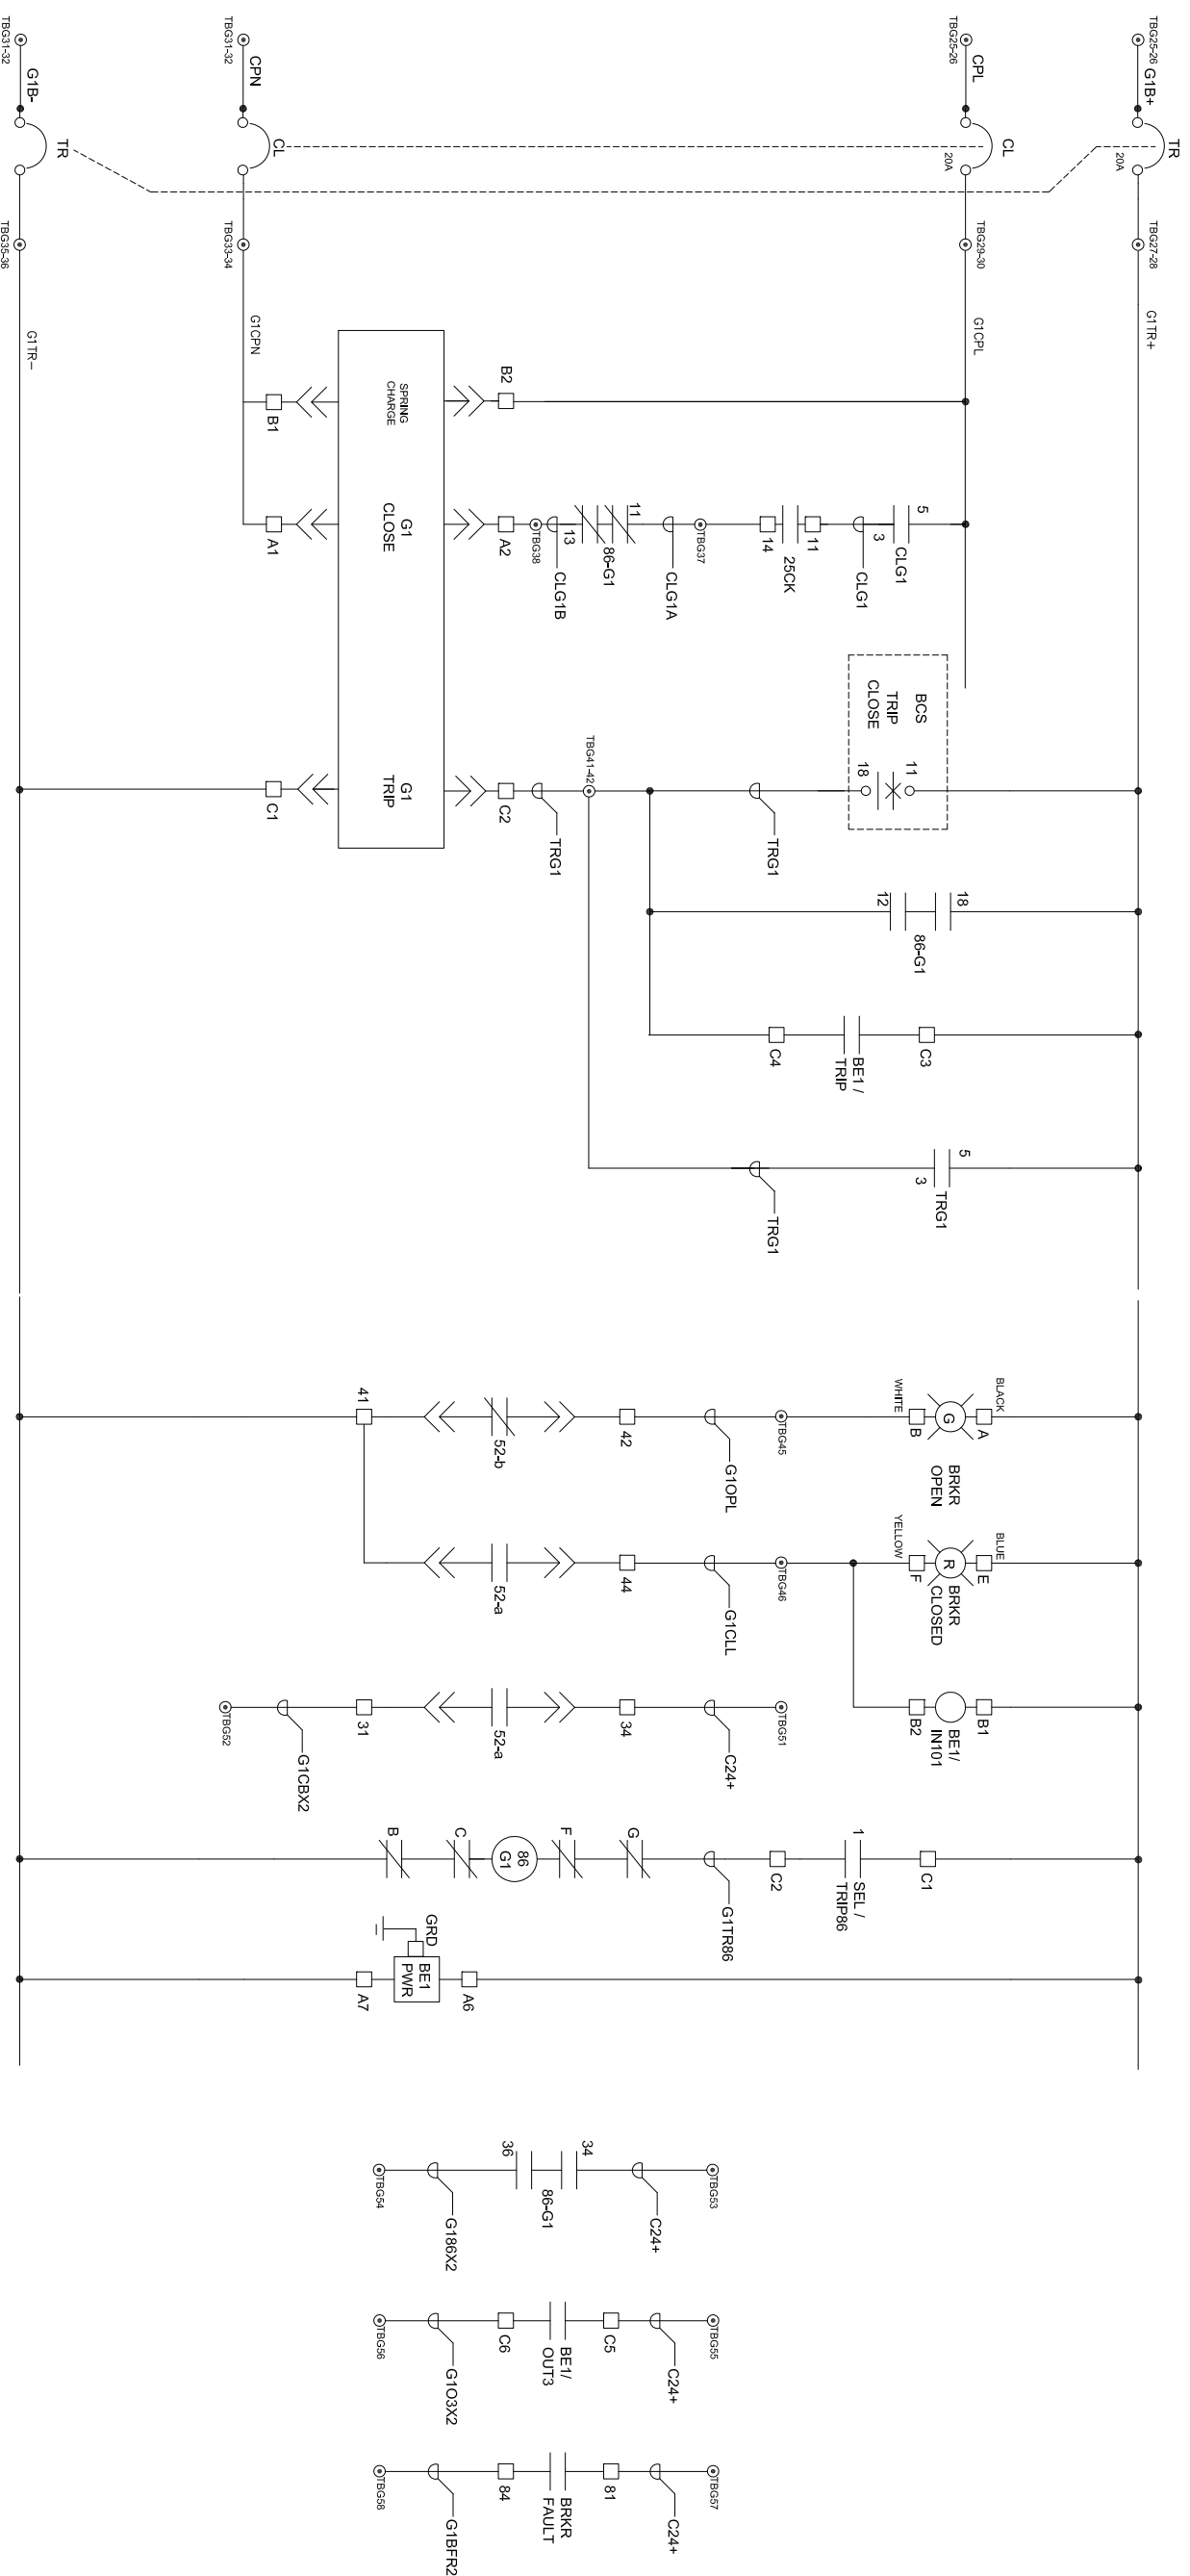 TBG25-26
G1B+
TR
20A
TBG27-28
G1TR+
TBG25-26
CPL
CL
20A
TBG29-30
G1CPL
TBG31-32
CPN
CL
TBG33-34
G1CPN
TBG31-32
G1B-
TR
TBG35-36
G1TR-
B2
SPRING
CHARGE
B1
5
CLG1
3
CLG1
11
25CK
14
TBG37
CLG1A
11
86-G1
13
CLG1B
TBG38
A2
G1
CLOSE
A1
BCS
TRIP
CLOSE
11
18
TRG1
TBG41-42
TRG1
C2
G1
TRIP
C1
18
86-G1
12
C3
BE1 /
TRIP
C4
5
TRG1
3
TRG1
BLACK
A
G
BRKR
OPEN
WHITE
B
TBG45
G1OPL
42
52-b
41
BLUE
E
R
BRKR
CLOSED
YELLOW
F
TBG46
G1CLL
44
52-a
B1
BE1/
IN101
B2
TBG51
C24+
34
52-a
31
G1CBX2
TBG52
C1
1
SEL /
TRIP86
C2
G1TR86
G
F
86
G1
C
B
A6
BE1
PWR
GRD
A7
TBG53
C24+
34
86-G1
36
G186X2
TBG54
TBG55
C24+
C5
BE1/
OUT3
C6
G1O3X2
TBG56
TBG57
C24+
81
BRKR
FAULT
84
G1BFR2
TBG58